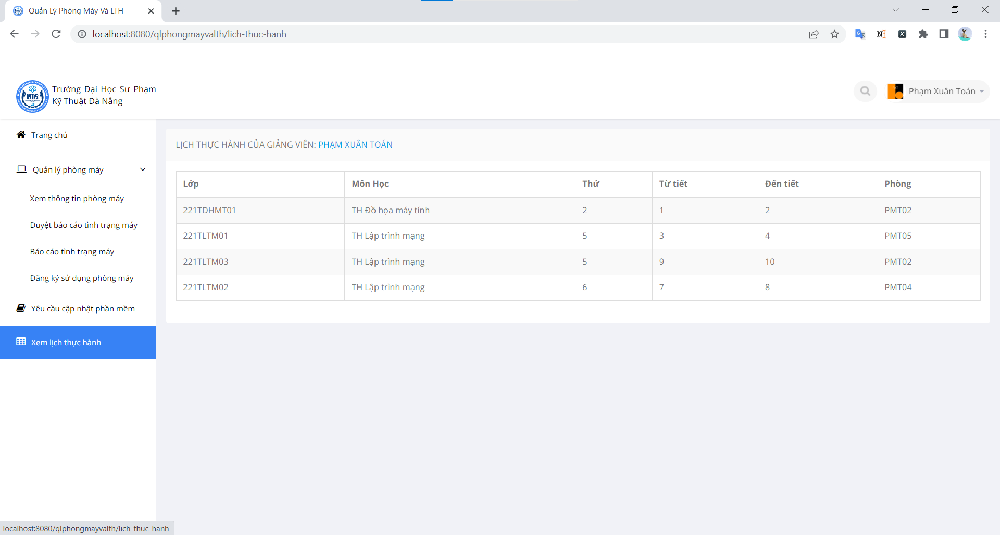 Quản Lý Phòng Máy Và LTH
localhost:8080/qlphongmayvalth/lich-thuc-hanh
Trường Đại Học Sư Phạm
Kỹ Thuật Đà Nẵng
Phạm Xuân Toán
Trang chủ
Quản lý phòng máy
Xem thông tin phòng máy
Duyệt báo cáo tình trạng máy
Báo cáo tình trạng máy
Đăng ký sử dụng phòng máy
Yêu cầu cập nhật phần mềm
Xem lịch thực hành
LỊCH THỰC HÀNH CỦA GIẢNG VIÊN: PHẠM XUÂN TOÁN
Lớp Môn Học Thứ Từ tiết Đến tiết Phòng
221TDHMT01 TH Đồ họa máy tính 2 1 2 PMT02
221TLTM01 TH Lập trình mạng 5 3 4 PMT05
221TLTM03 TH Lập trình mạng 5 9 10 PMT02
221TLTM02 TH Lập trình mạng 6 7 8 PMT04
localhost:8080/qlphongmayvalth/lich-thuc-hanh